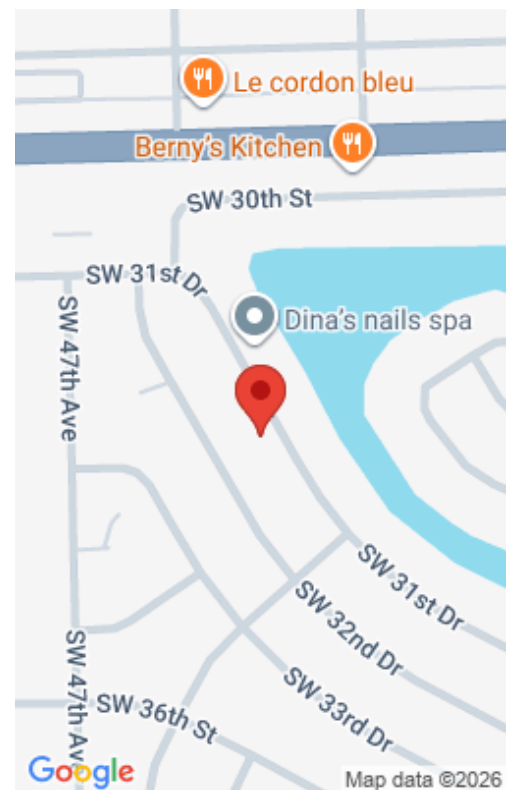 Le cordon bleu
Berny's Kitchen
SW 30th St
SW 31st Dr
Dina's nails spa
SW 47th Ave
SW 31st Dr
SW 32nd Dr
SW 47th Ave
SW 33rd Dr
SW 36th St
Google
Map data ©2026